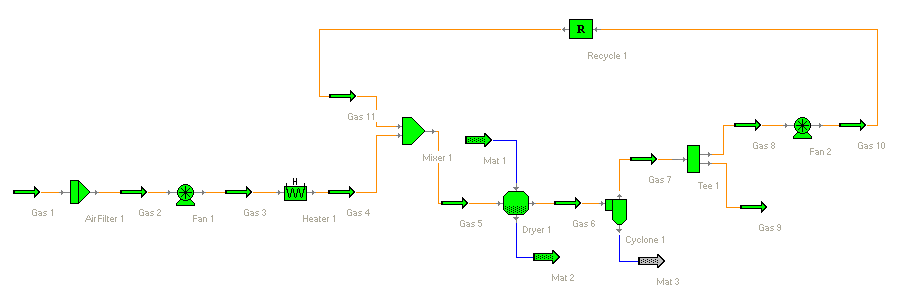 R
Recycle 1
Gas 11
Mixer 1
Mat 1
Gas 8
Fan 2
Gas 10
Gas 7
Tee 1
H
Gas 1
Air Filter 1
Gas 2
Fan 1
Gas 3
Heater 1
Gas 4
Gas 5
Dryer 1
Gas 6
Cyclone 1
Gas 9
Mat 2
Mat 3